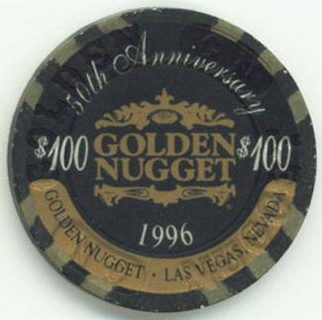 50th Anniversary
$100 GOLDEN $100
NUGGET
1996
GOLDEN NUGGET · LAS VEGAS, NEVADA